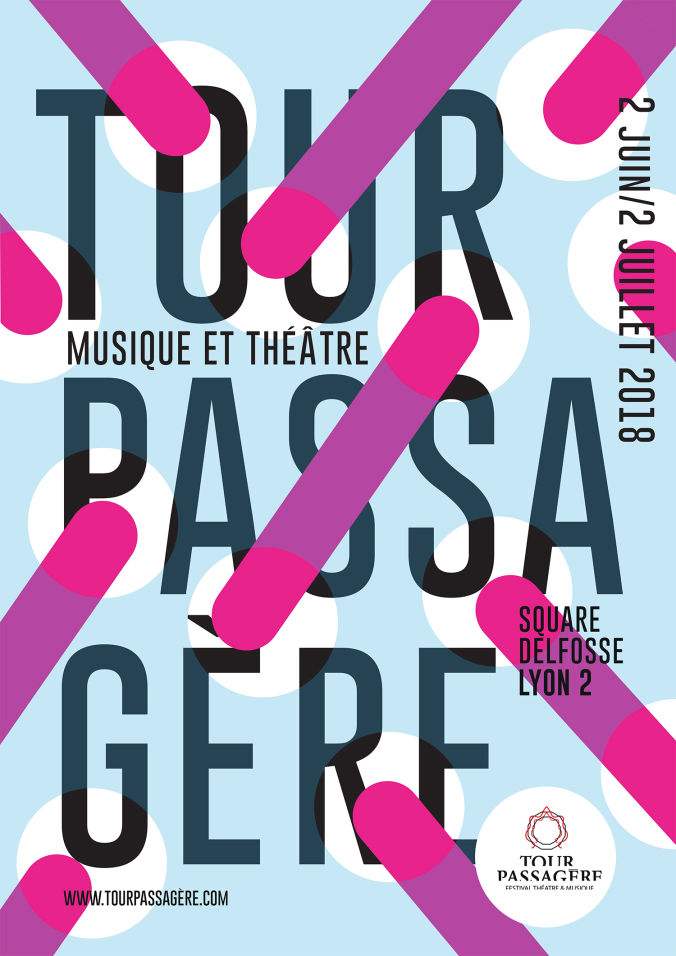 TOUR
MUSIQUE ET THÉÂTRE
PASSA
GÈRE
2 JUIN/2 JUILLET 2018
SQUARE
DELFOSSE
LYON 2
WWW.TOURPASSAGÈRE.COM
TOUR
PASSAGÈRE
FESTIVAL THÉATRE & MUSIQUE